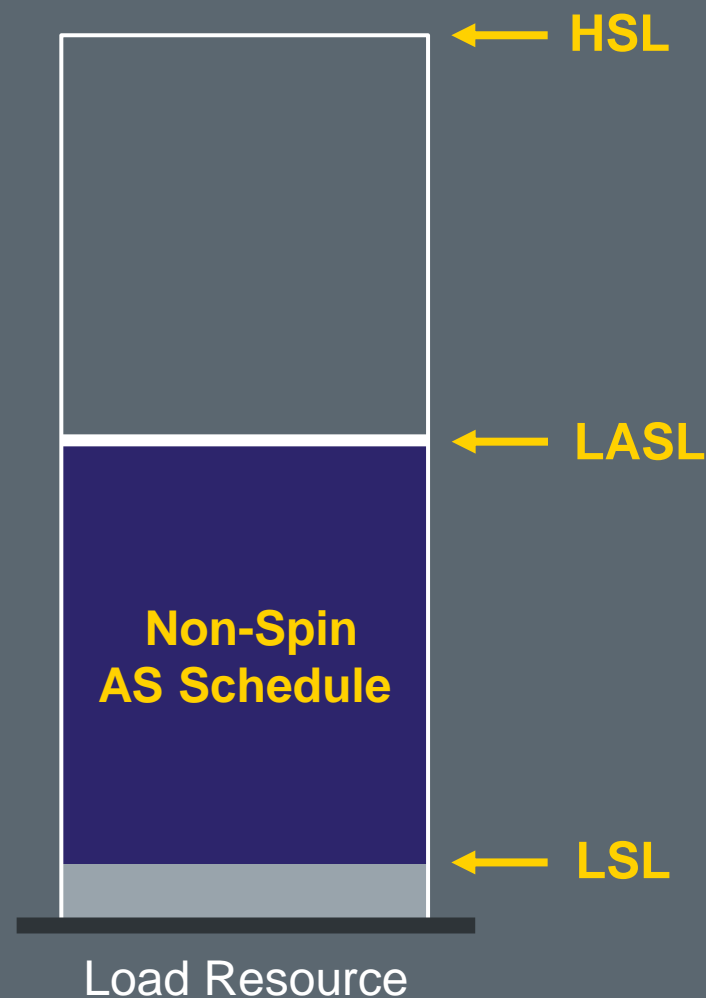 HSL
LASL
Non-Spin
AS Schedule
LSL
Load Resource